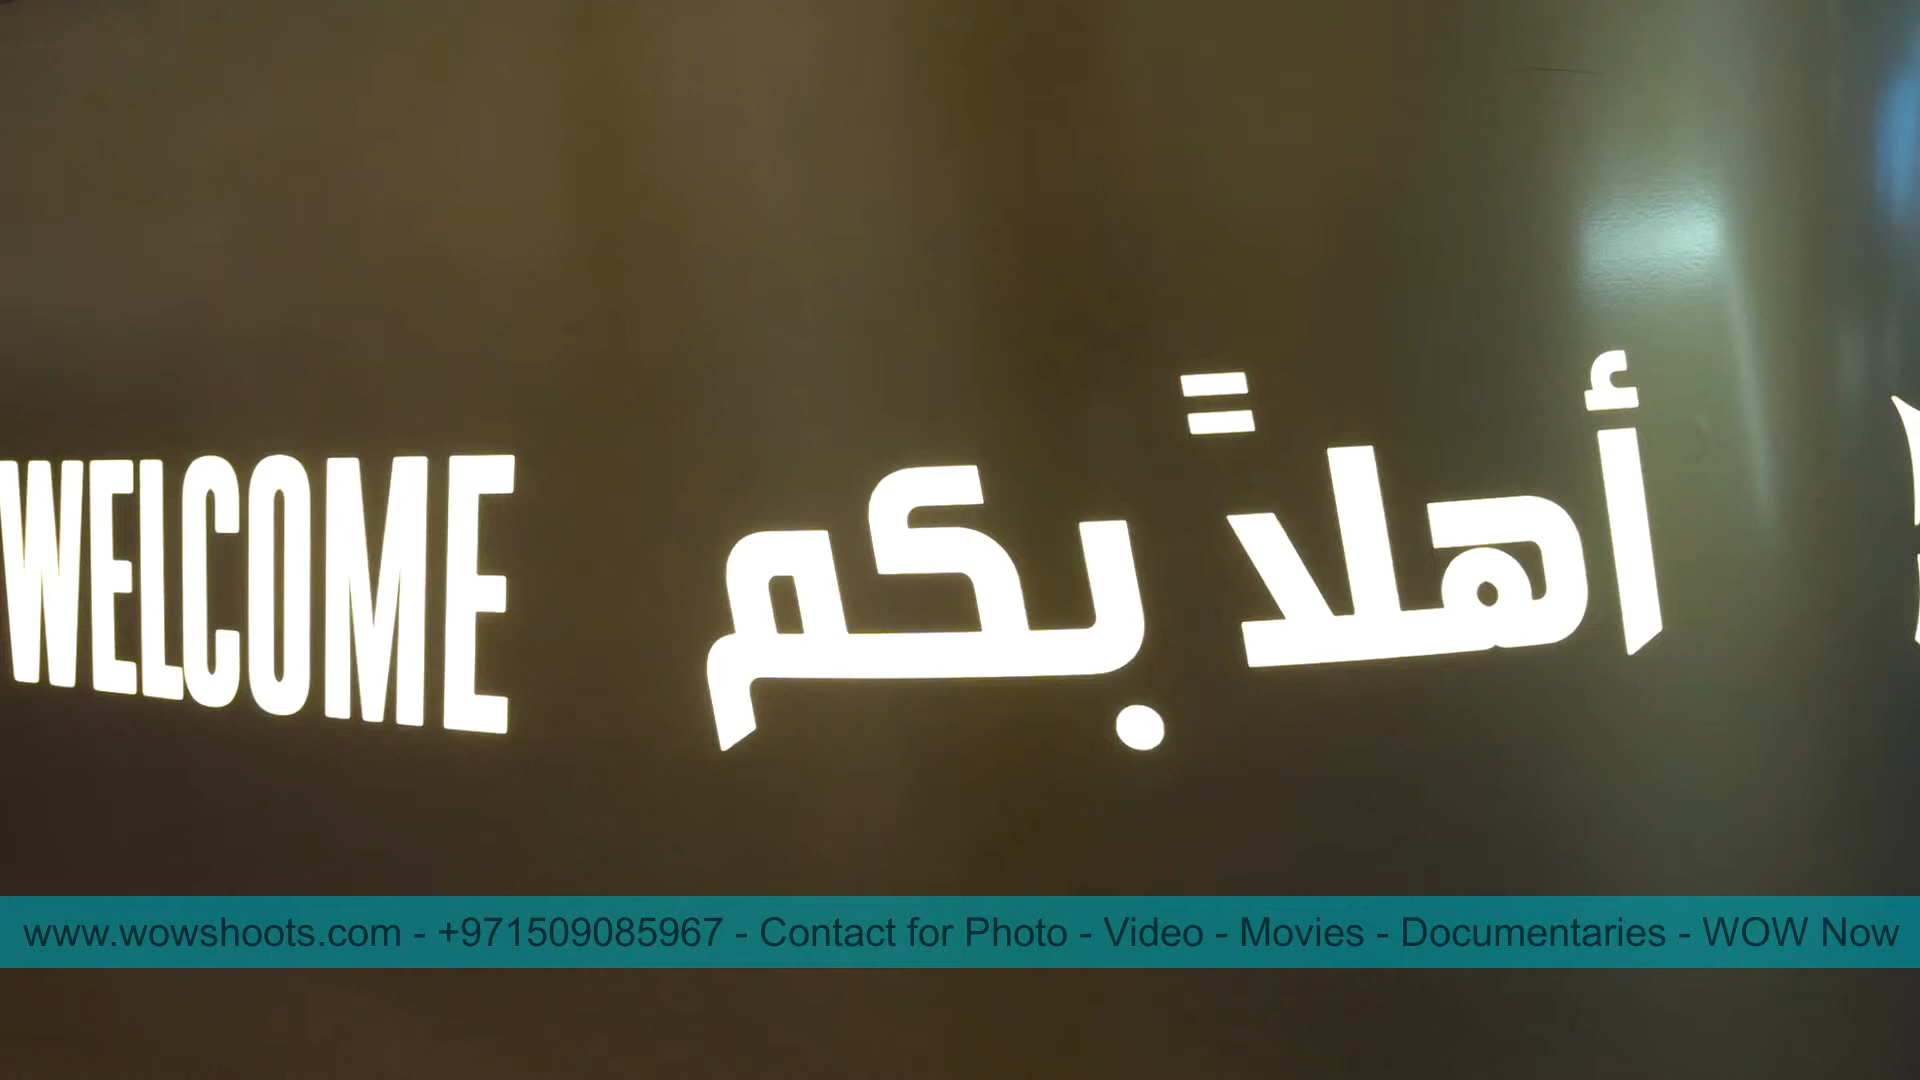 WELCOME
أهلاً بكم
www.wowshoots.com - +971509085967 - Contact for Photo - Video - Movies - Documentaries - WOW Now